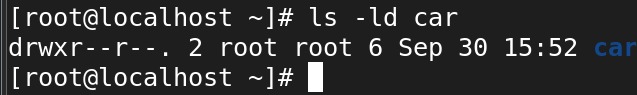 [root@localhost ~]# ls -ld car
drwxr--r--. 2 root root 6 Sep 30 15:52 car
[root@localhost ~]#